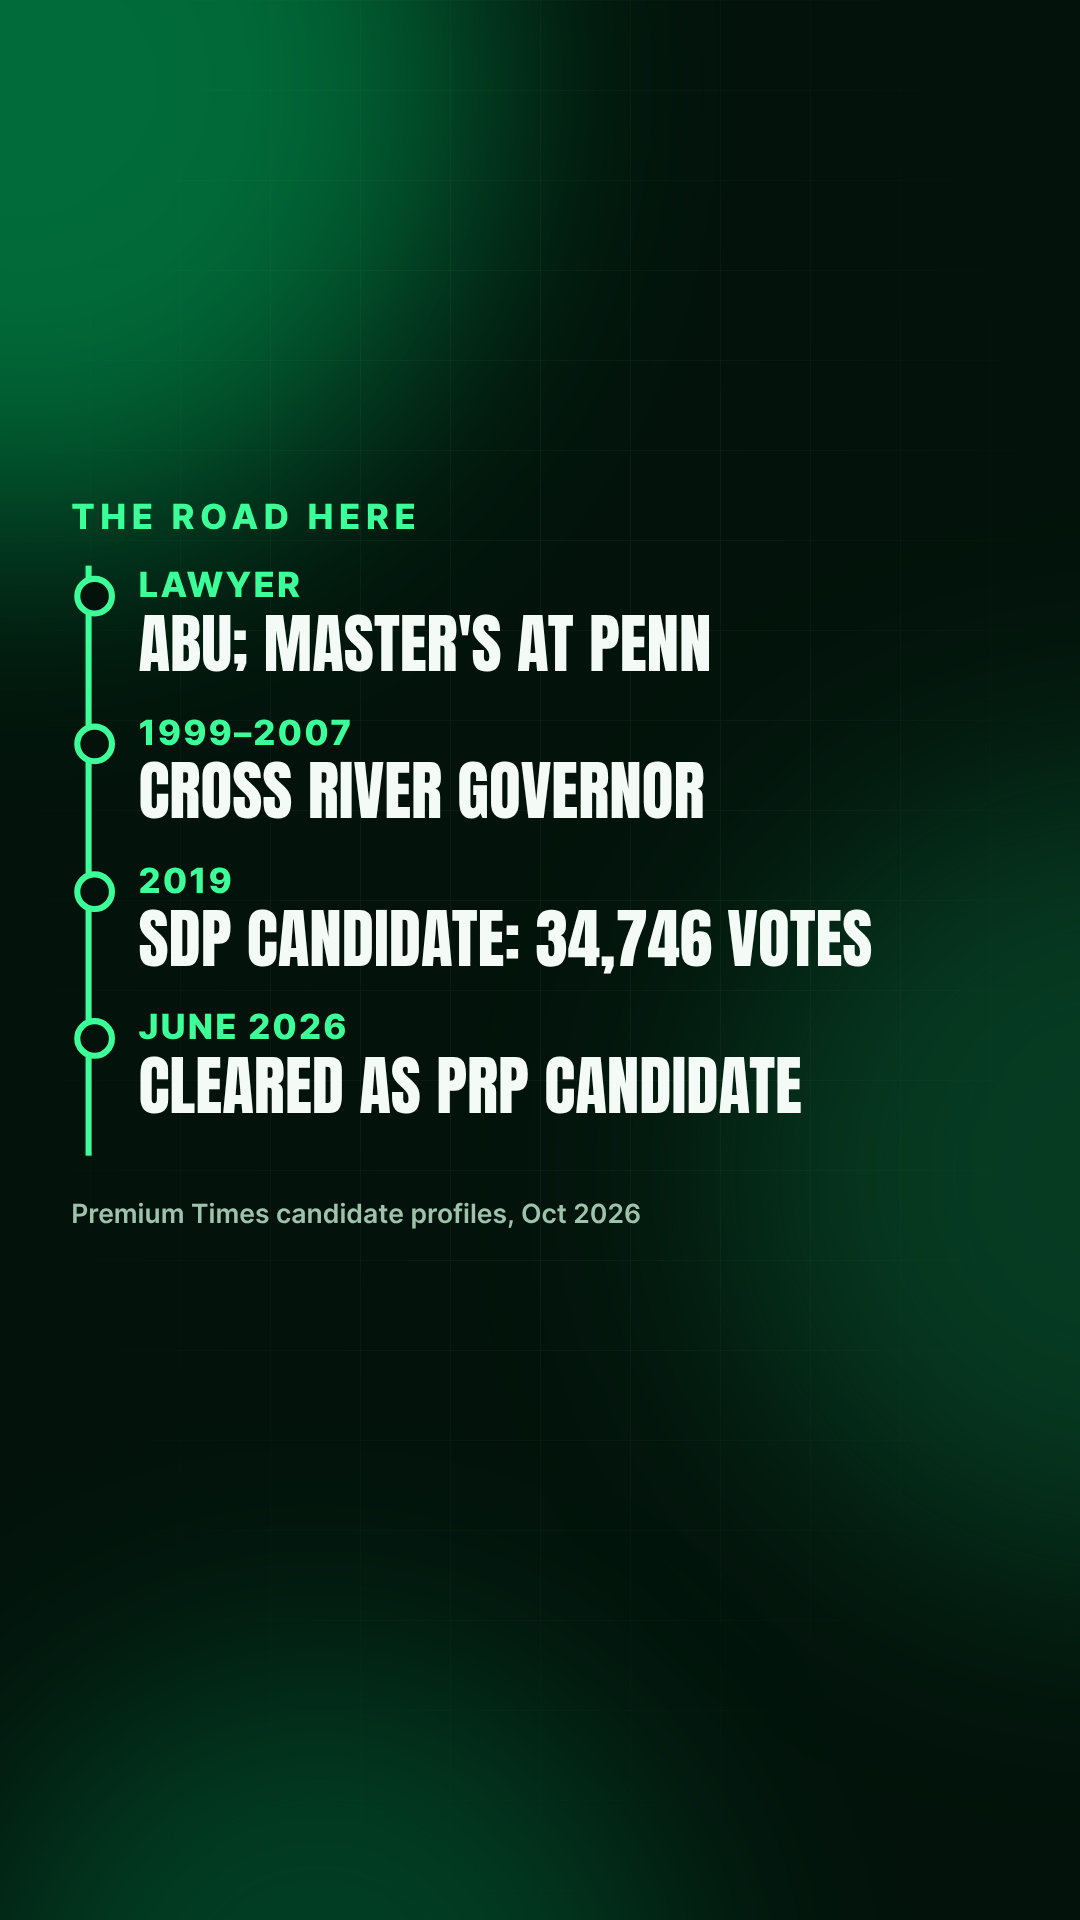 THE ROAD HERE
LAWYER
ABU; MASTER'S AT PENN
1999–2007
CROSS RIVER GOVERNOR
2019
SDP CANDIDATE: 34,746 VOTES
JUNE 2026
CLEARED AS PRP CANDIDATE
Premium Times candidate profiles, Oct 2026